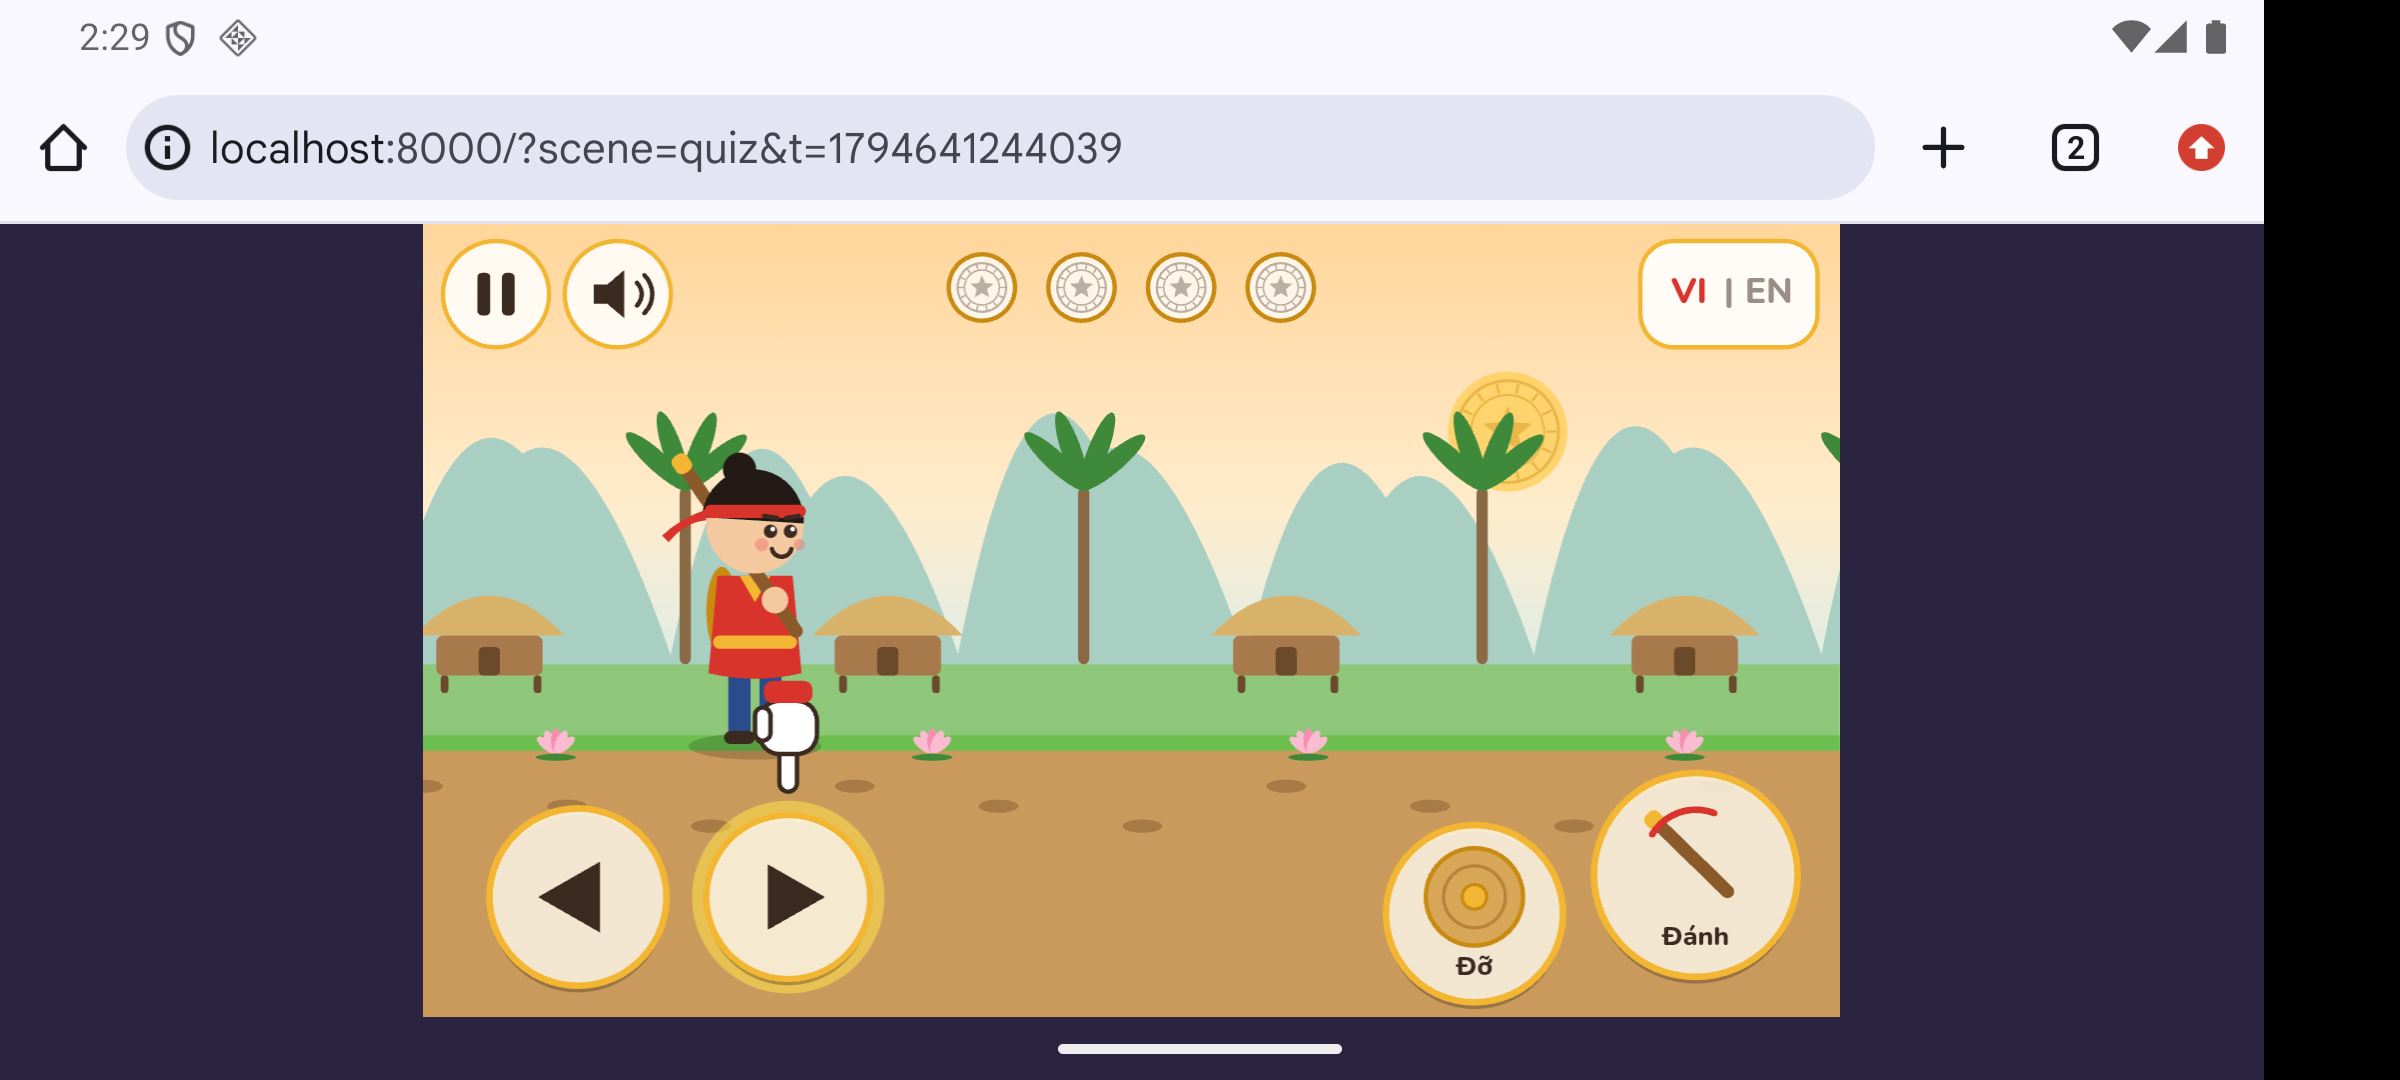 2:29
localhost:8000/?scene=quiz&t=1794641244039
2
VI | EN
Đánh
Đỡ